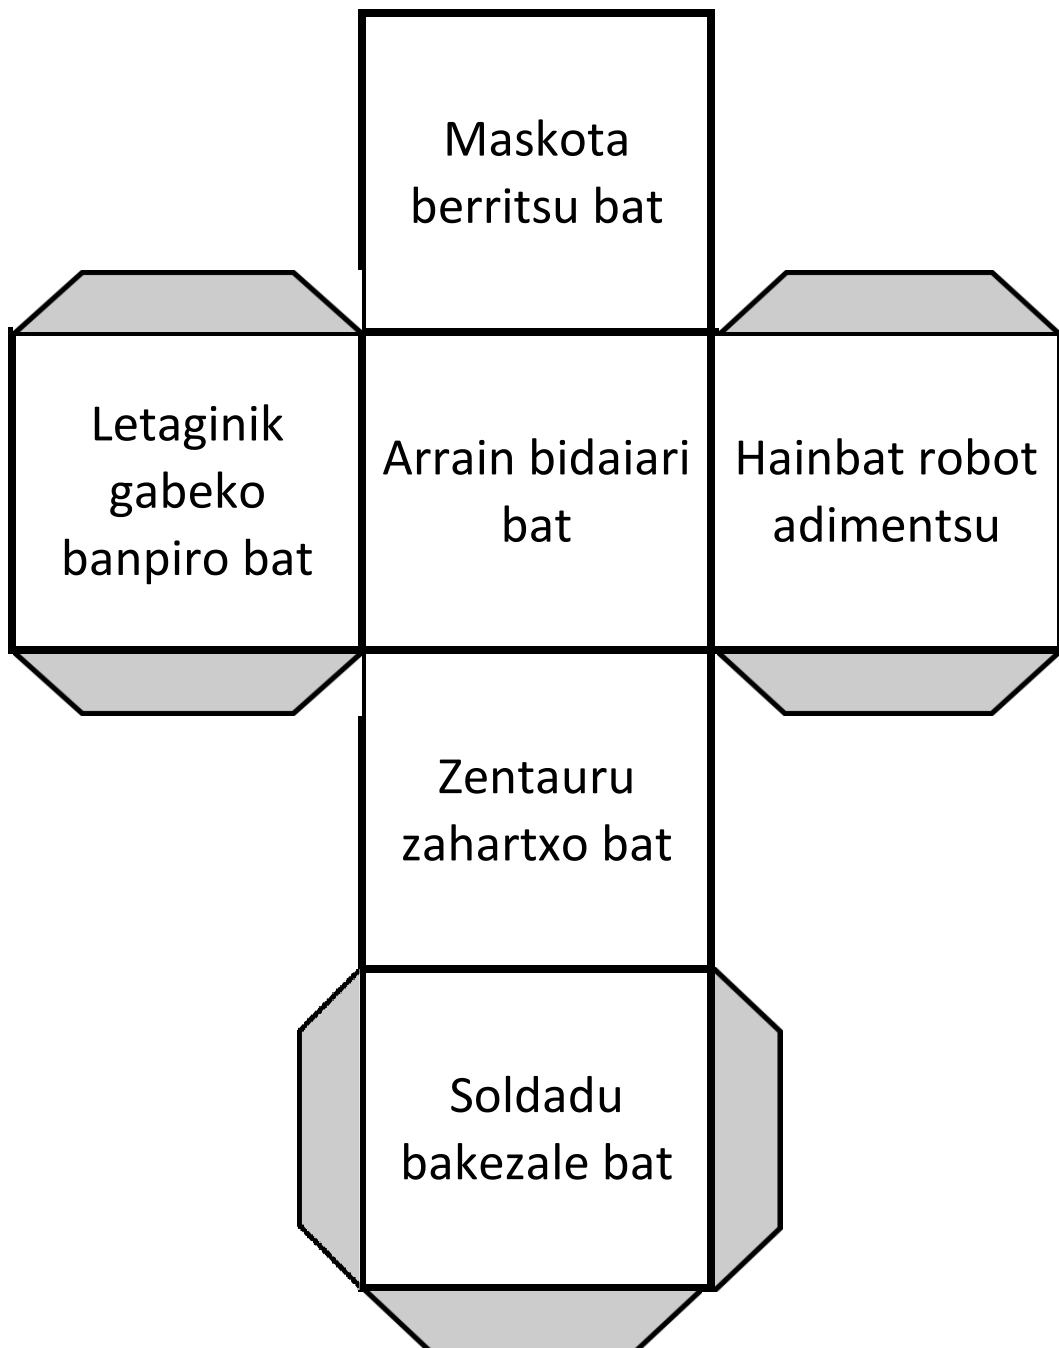 Maskota
berritsu bat
Letaginik
gabeko
banpiro bat
Arrain bidaiari
bat
Hainbat robot
adimentsu
Zentauru
zahartxo bat
Soldadu
bakezale bat